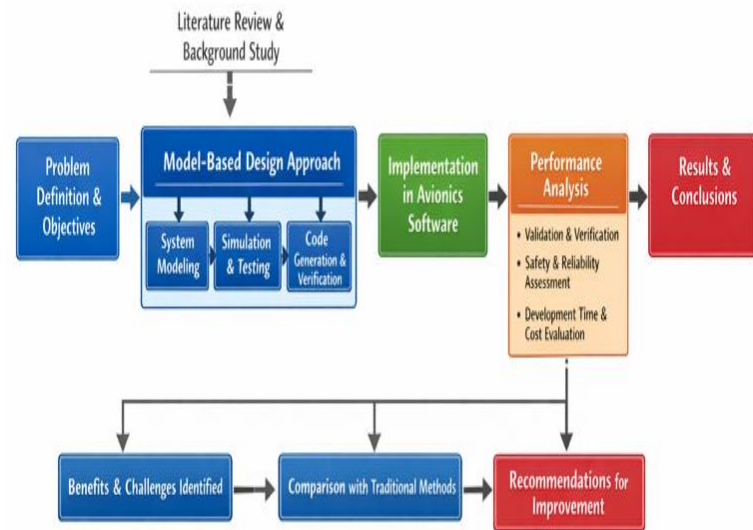 Literature Review &
Background Study
Problem
Definition &
Objectives
Model-Based Design Approach
System
Modeling
Simulation
& Testing
Code
Generation &
Verification
Implementation
in Avionics
Software
Performance
Analysis
• Validation & Verification
• Safety & Reliability
Assessment
• Development Time &
Cost Evaluation
Results &
Conclusions
Benefits & Challenges Identified
Comparison with Traditional Methods
Recommendations for
Improvement